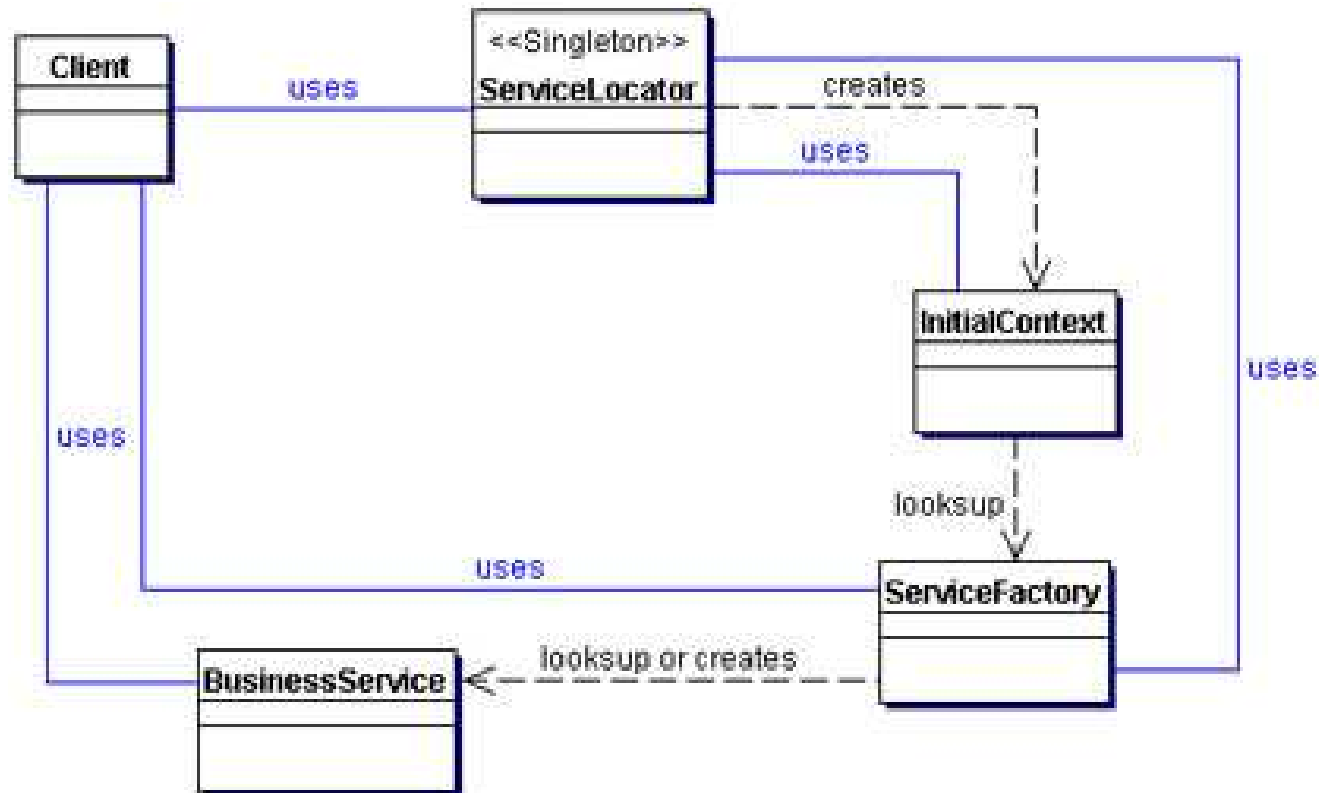 <<Singleton>>
Client
ServiceLocator
uses
creates
uses
InitialContext
uses
uses
looksup
uses
ServiceFactory
looksup or creates
BusinessService